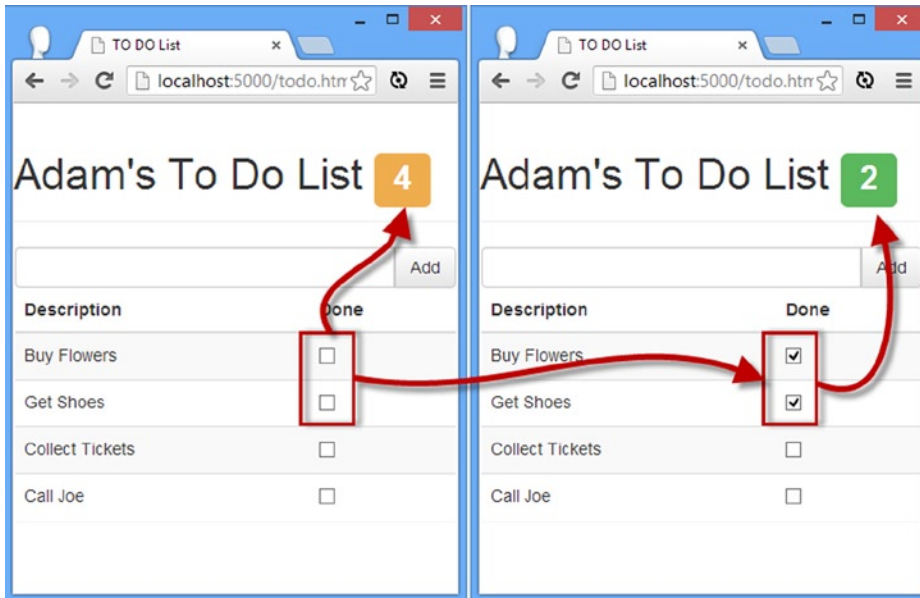 TO DO List
localhost:5000/todo.htm
Adam's To Do List 4
Add
Description Done
Buy Flowers
Get Shoes
Collect Tickets
Call Joe
TO DO List
localhost:5000/todo.htm
Adam's To Do List 2
Add
Description Done
Buy Flowers
Get Shoes
Collect Tickets
Call Joe